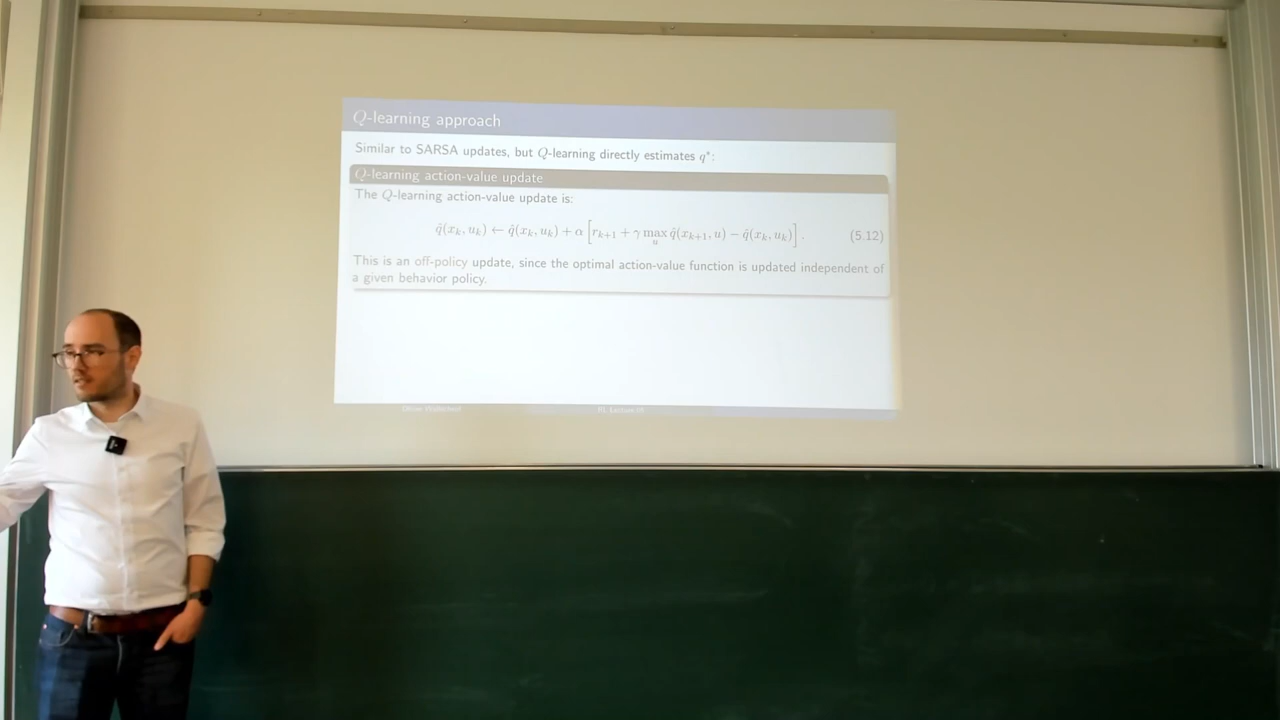 Q-learning approach
Similar to SARSA updates, but Q-learning directly estimates q*:
Q-learning action-value update
The Q-learning action-value update is:
q̂(x_k, u_k) ← q̂(x_k, u_k) + α [r_{k+1} + γ max_u q̂(x_{k+1}, u) − q̂(x_k, u_k)] . (5.12)
This is an off-policy update, since the optimal action-value function is updated independent of
a given behavior policy.